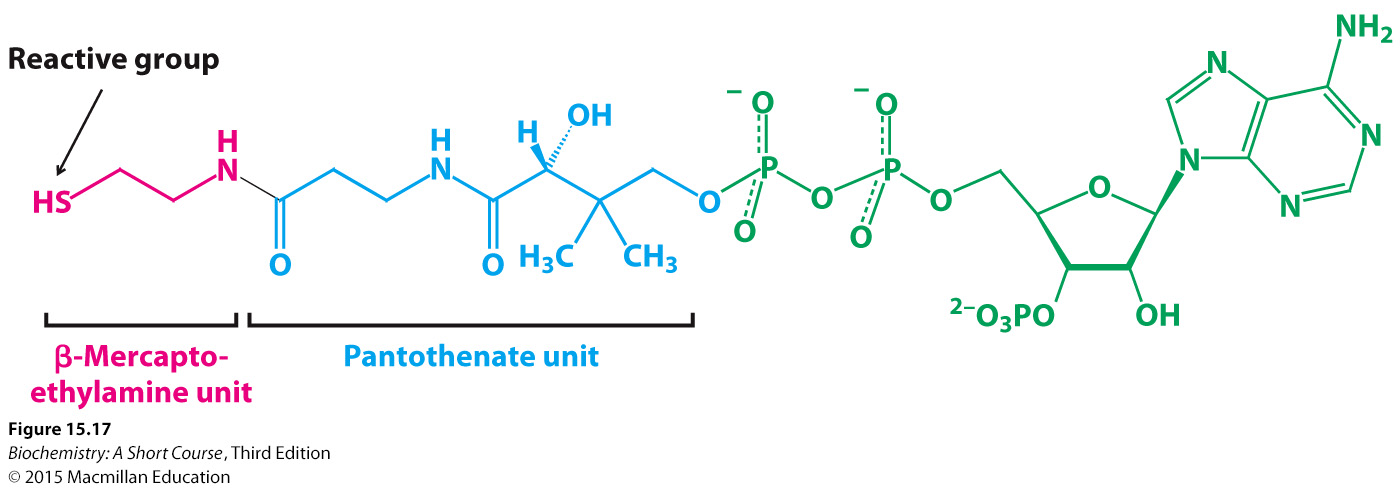 Reactive group
NH₂
N
N
N
N
HS
H
N
O
H
N
O
H
OH
H₃C
CH₃
O
⁻O
P
O
O
⁻O
P
O
O
O
²⁻O₃PO
OH
β-Mercapto-
ethylamine unit
Pantothenate unit
Figure 15.17
Biochemistry: A Short Course, Third Edition
© 2015 Macmillan Education